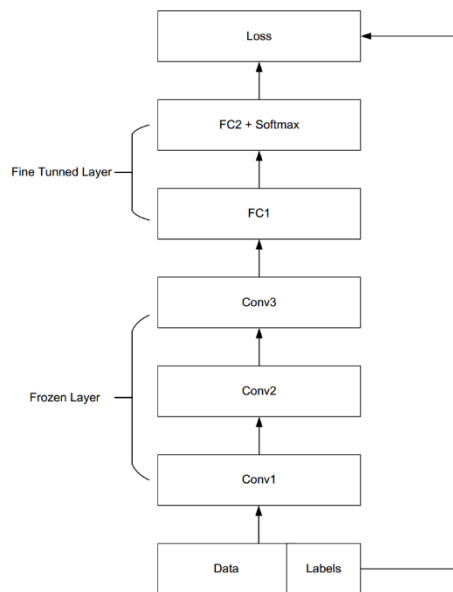 Loss
FC2 + Softmax
Fine Tunned Layer
FC1
Conv3
Conv2
Frozen Layer
Conv1
Data
Labels